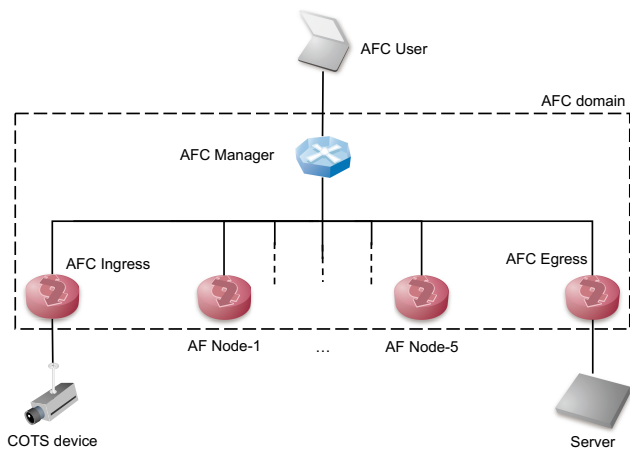 AFC User
AFC domain
AFC Manager
AFC Ingress
AFC Egress
AF Node-1
...
AF Node-5
COTS device
Server